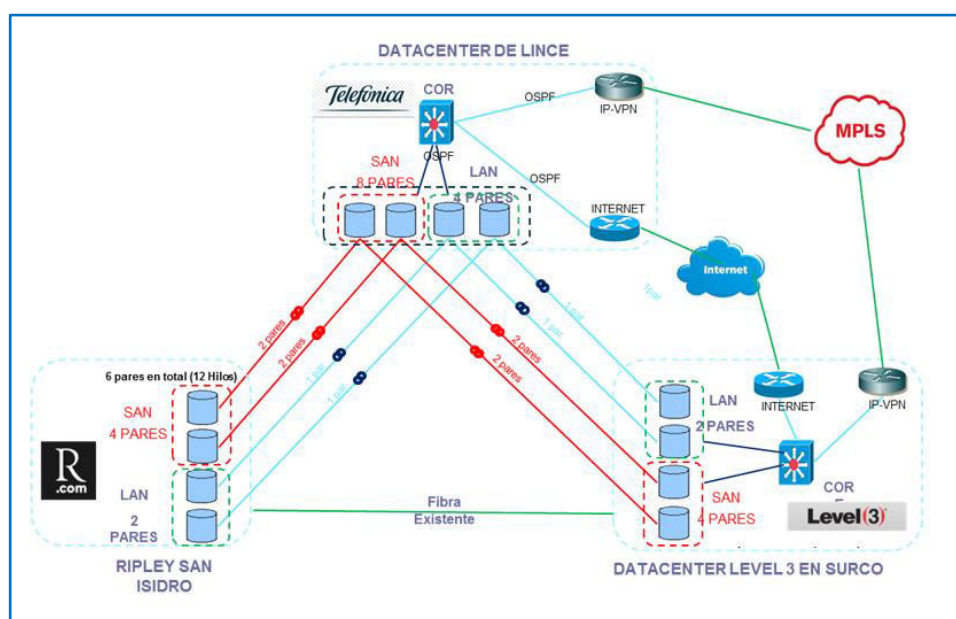 DATACENTER DE LINCE
Telefónica
COR
OSPF
IP-VPN
MPLS
OSPF
SAN
8 PARES
LAN
4 PARES
OSPF
INTERNET
Internet
1par
1 par
1 par
2 pares
2 pares
2 pares
2 pares
1 par
1 par
6 pares en total (12 Hilos)
SAN
4 PARES
R
.com
LAN
2
PARES
RIPLEY SAN
ISIDRO
Fibra
Existente
LAN
2 PARES
INTERNET
IP-VPN
SAN
4 PARES
COR
Level(3)
DATACENTER LEVEL 3 EN SURCO